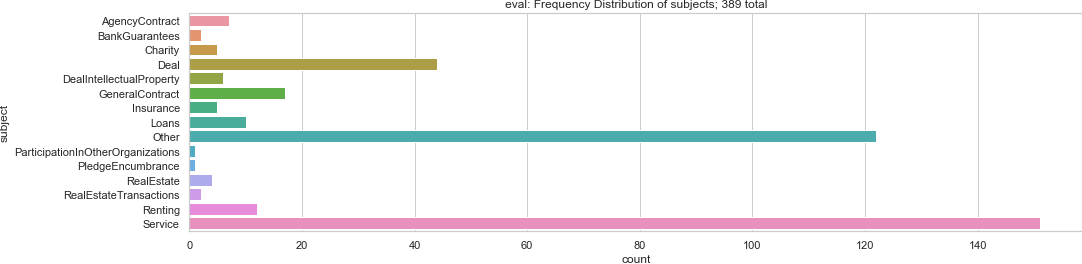 eval: Frequency Distribution of subjects; 389 total
subject
AgencyContract
BankGuarantees
Charity
Deal
DealIntellectualProperty
GeneralContract
Insurance
Loans
Other
ParticipationInOtherOrganizations
PledgeEncumbrance
RealEstate
RealEstateTransactions
Renting
Service
0 20 40 60 80 100 120 140
count